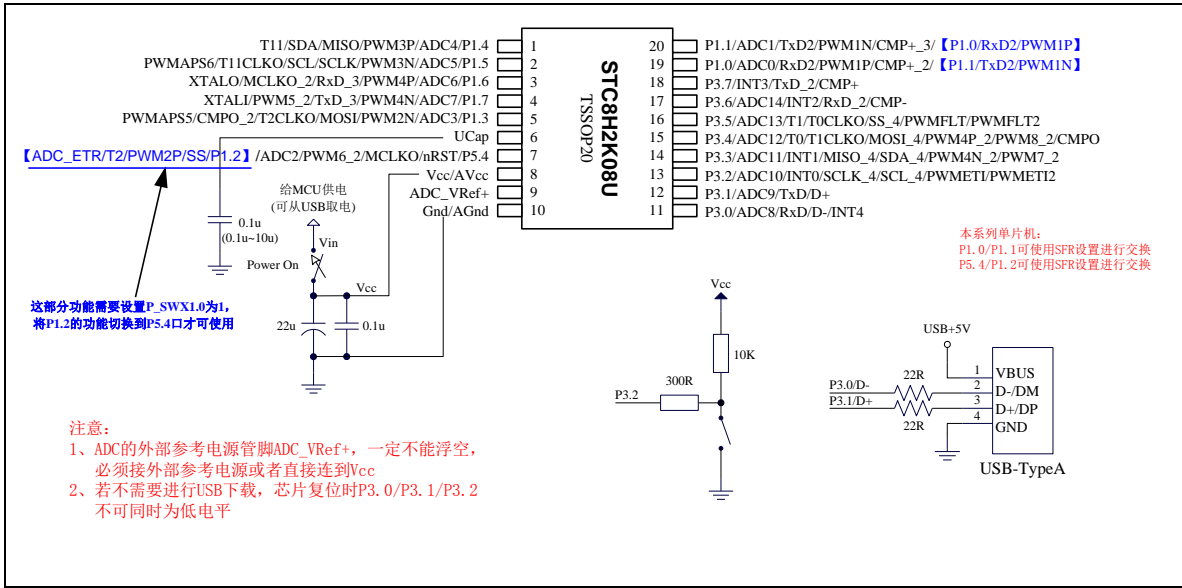 T11/SDA/MISO/PWM3P/ADC4/P1.4
PWMAPS6/T11CLKO/SCL/SCLK/PWM3N/ADC5/P1.5
XTALO/MCLKO_2/RxD_3/PWM4P/ADC6/P1.6
XTALI/PWM5_2/TxD_3/PWM4N/ADC7/P1.7
PWMAPS5/CMPO_2/T2CLKO/MOSI/PWM2N/ADC3/P1.3
UCap
【ADC_ETR/T2/PWM2P/SS/P1.2】/ADC2/PWM6_2/MCLKO/nRST/P5.4
Vcc/AVcc
ADC_VRef+
Gnd/AGnd
1
2
3
4
5
6
7
8
9
10
STC8H2K08U
TSSOP20
20
19
18
17
16
15
14
13
12
11
P1.1/ADC1/TxD2/PWM1N/CMP+_3/【P1.0/RxD2/PWM1P】
P1.0/ADC0/RxD2/PWM1P/CMP+_2/【P1.1/TxD2/PWM1N】
P3.7/INT3/TxD_2/CMP+
P3.6/ADC14/INT2/RxD_2/CMP-
P3.5/ADC13/T1/T0CLKO/SS_4/PWMFLT/PWMFLT2
P3.4/ADC12/T0/T1CLKO/MOSI_4/PWM4P_2/PWM8_2/CMPO
P3.3/ADC11/INT1/MISO_4/SDA_4/PWM4N_2/PWM7_2
P3.2/ADC10/INT0/SCLK_4/SCL_4/PWMETI/PWMETI2
P3.1/ADC9/TxD/D+
P3.0/ADC8/RxD/D-/INT4
给MCU供电
(可从USB取电)
0.1u
(0.1u~10u)
Vin
Power On
Vcc
22u
0.1u
这部分功能需要设置P_SWX1.0为1，
将P1.2的功能切换到P5.4口才可使用
本系列单片机：
P1.0/P1.1可使用SFR设置进行交换
P5.4/P1.2可使用SFR设置进行交换
Vcc
10K
300R
P3.2
USB+5V
22R
P3.0/D-
P3.1/D+
22R
1
2
3
4
VBUS
D-/DM
D+/DP
GND
USB-TypeA
注意：
1、ADC的外部参考电源管脚ADC_VRef+，一定不能浮空，
必须接外部参考电源或者直接连到Vcc
2、若不需要进行USB下载，芯片复位时P3.0/P3.1/P3.2
不可同时为低电平